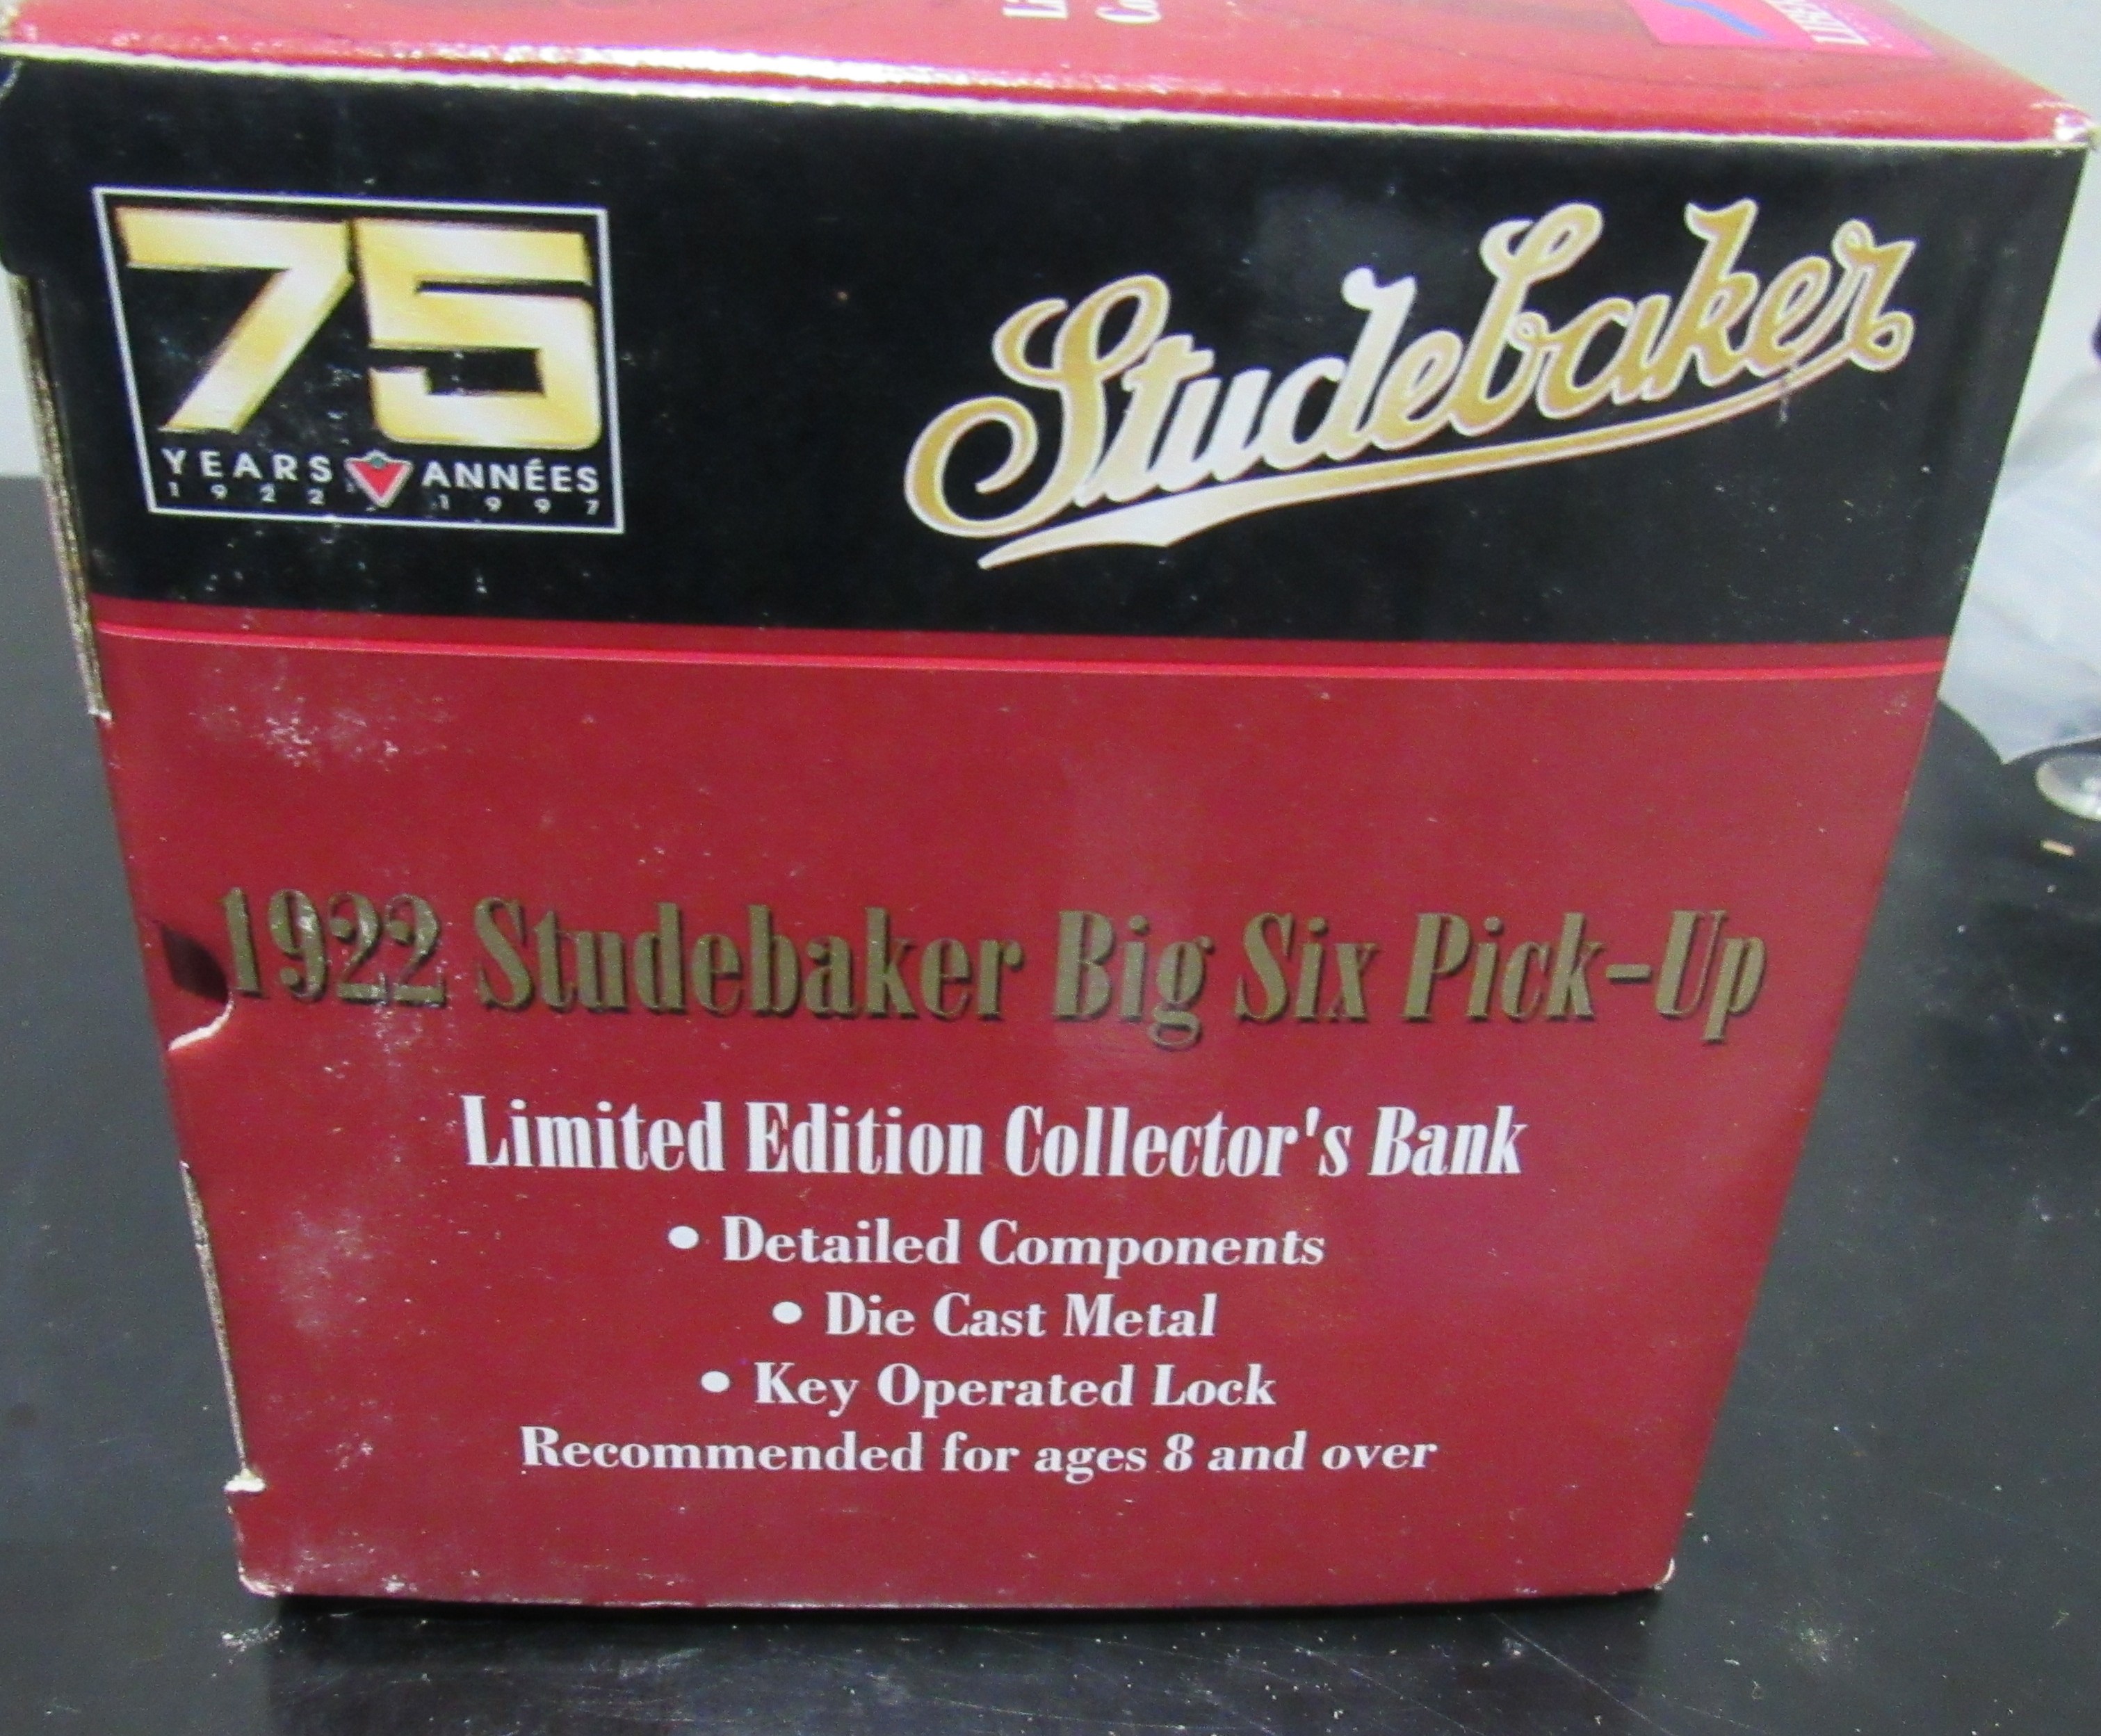 75
YEARS ANNÉES
1922 1997
Studebaker
1922 Studebaker Big Six Pick-Up
Limited Edition Collector's Bank
• Detailed Components
• Die Cast Metal
• Key Operated Lock
Recommended for ages 8 and over